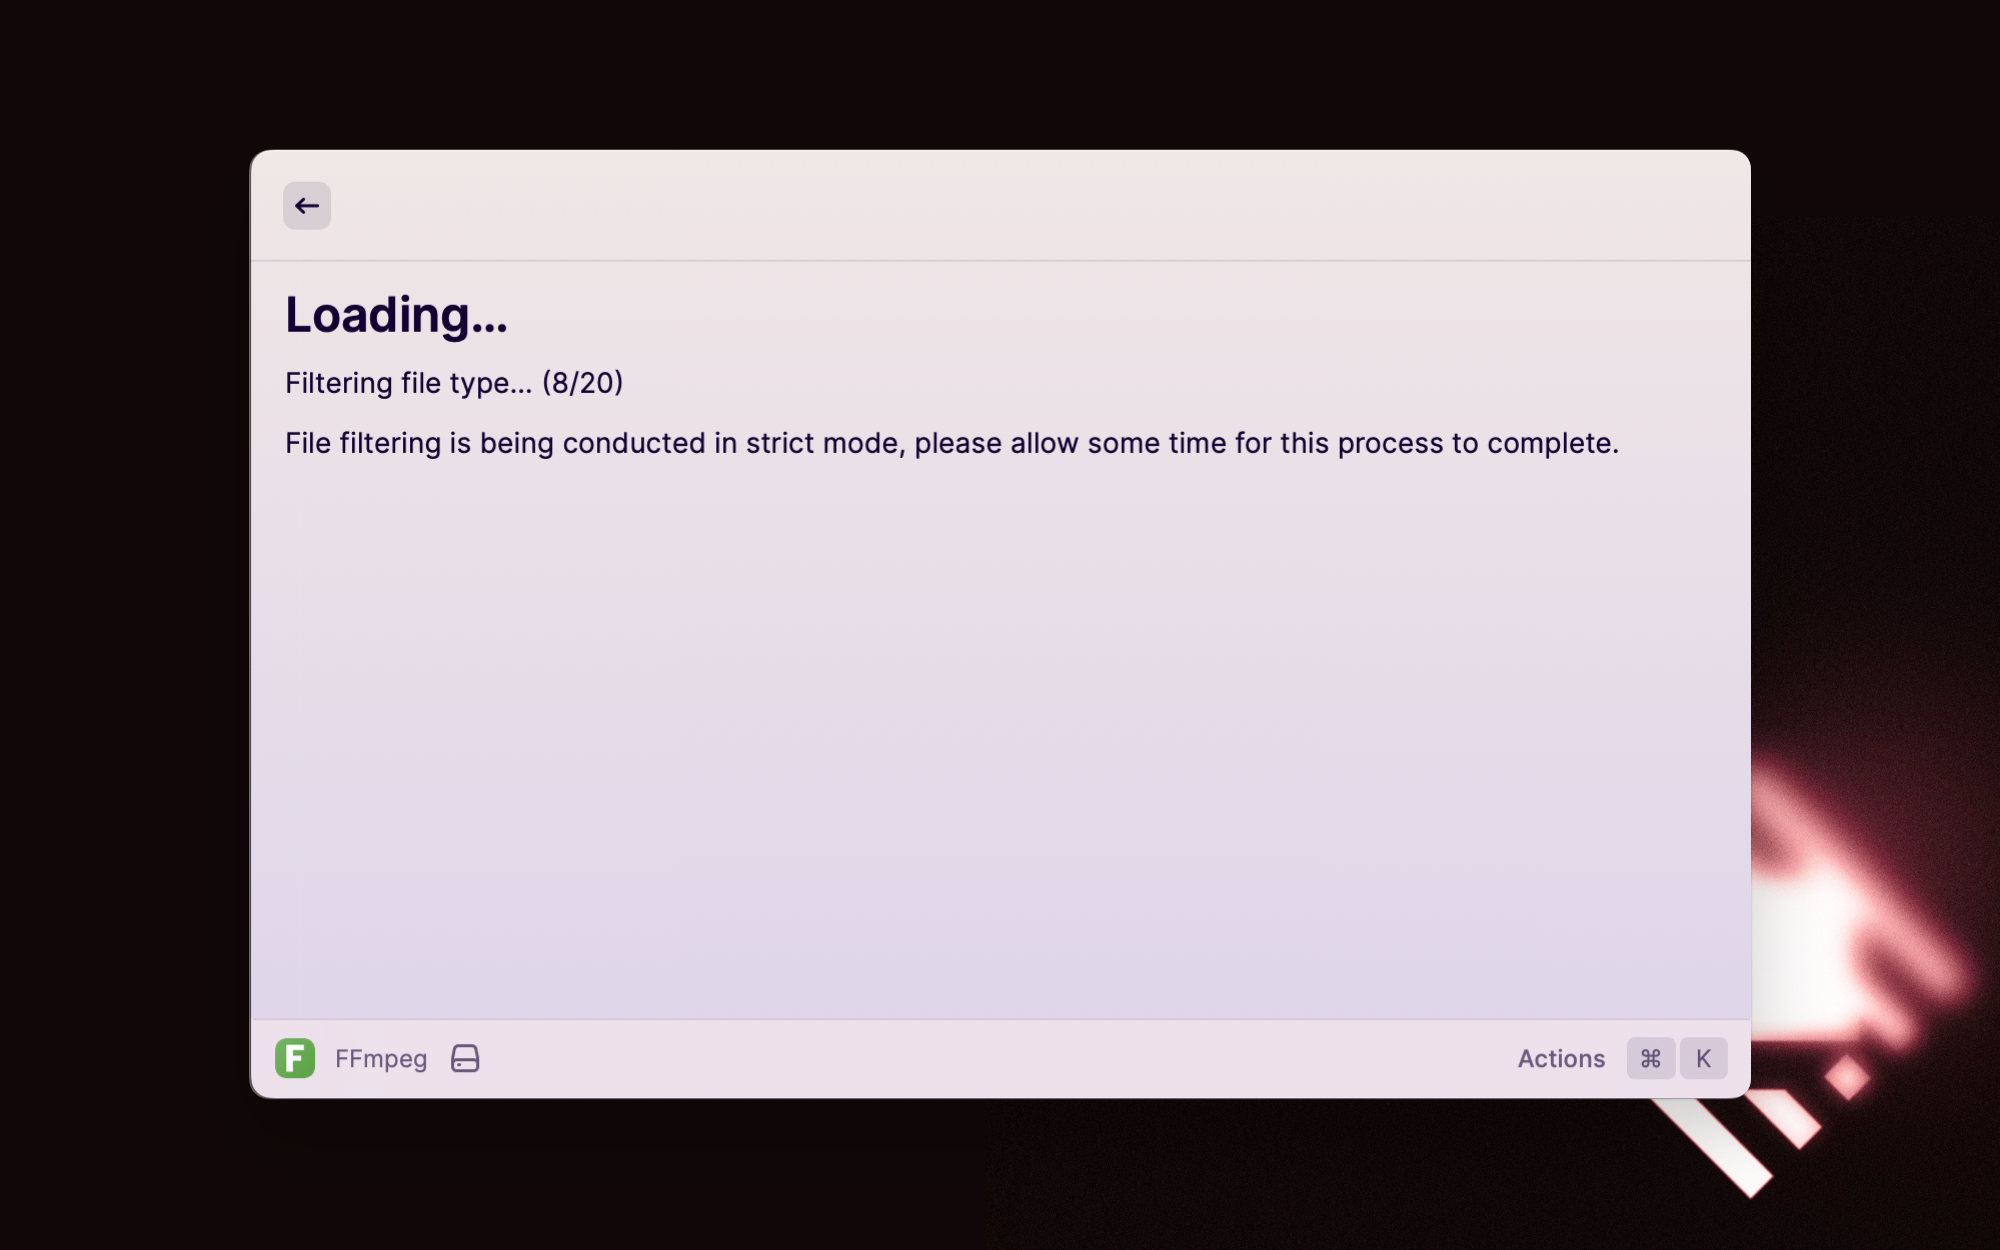 Loading...
Filtering file type... (8/20)
File filtering is being conducted in strict mode, please allow some time for this process to complete.
F FFmpeg Actions ⌘ K